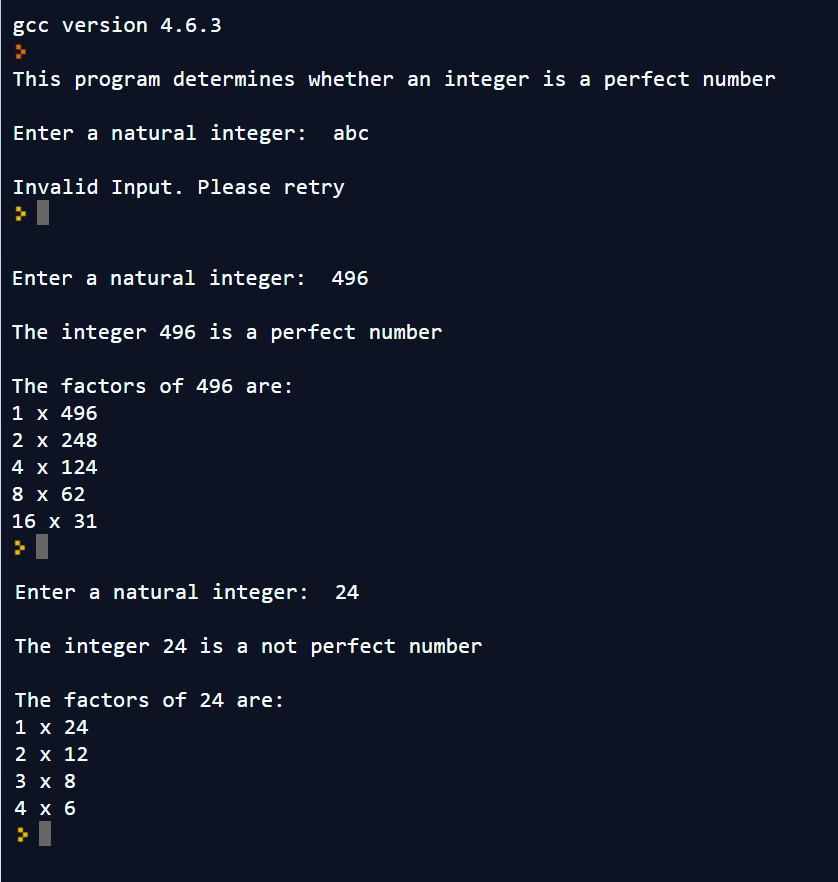 gcc version 4.6.3
>
This program determines whether an integer is a perfect number
Enter a natural integer:  abc
Invalid Input. Please retry
>
Enter a natural integer:  496
The integer 496 is a perfect number
The factors of 496 are:
1 x 496
2 x 248
4 x 124
8 x 62
16 x 31
>
Enter a natural integer:  24
The integer 24 is a not perfect number
The factors of 24 are:
1 x 24
2 x 12
3 x 8
4 x 6
>